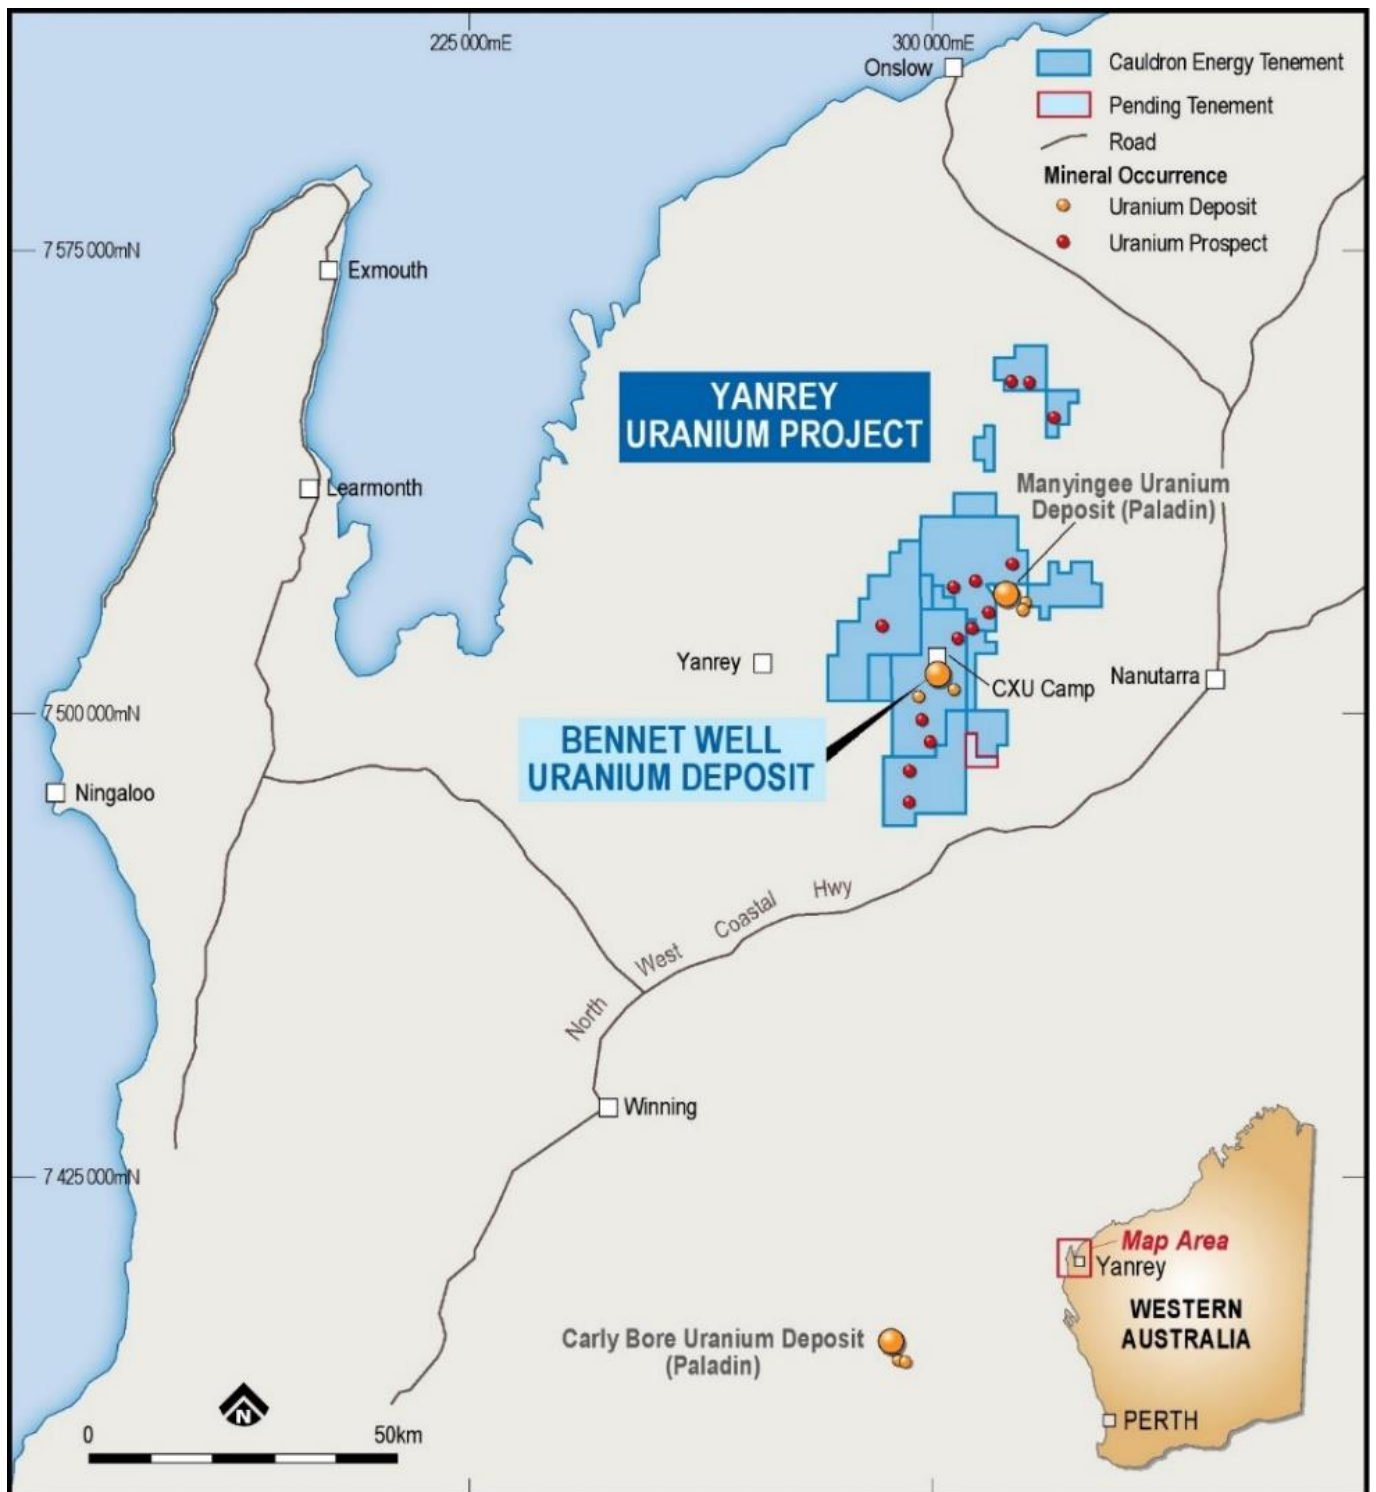 225 000mE
300 000mE
Onslow
Cauldron Energy Tenement
Pending Tenement
Road
Mineral Occurrence
Uranium Deposit
Uranium Prospect
7 575 000mN
Exmouth
YANREY
URANIUM PROJECT
Learmonth
Manyingee Uranium
Deposit (Paladin)
Yanrey
CXU Camp
Nanutarra
7 500 000mN
BENNET WELL
URANIUM DEPOSIT
Ningaloo
North West Coastal Hwy
Winning
7 425 000mN
Map Area
Yanrey
WESTERN
AUSTRALIA
PERTH
Carly Bore Uranium Deposit
(Paladin)
N
0
50km